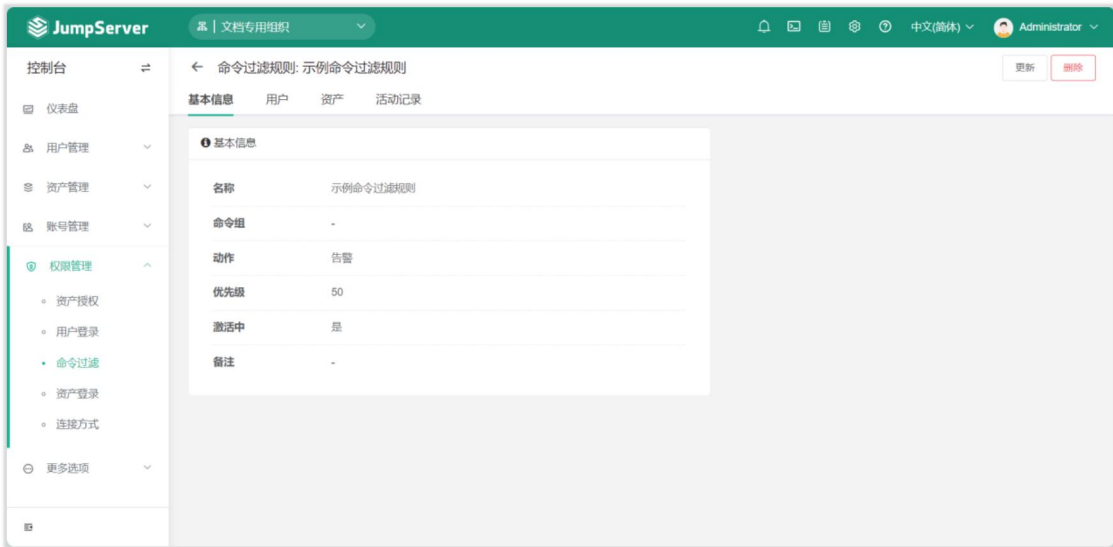 JumpServer
文档专用组织
中文(简体)
Administrator
控制台
命令过滤规则: 示例命令过滤规则
更新
删除
基本信息
用户
资产
活动记录
仪表盘
用户管理
资产管理
账号管理
权限管理
资产授权
用户登录
命令过滤
资产登录
连接方式
更多选项
基本信息
名称 示例命令过滤规则
命令组 -
动作 告警
优先级 50
激活中 是
备注 -